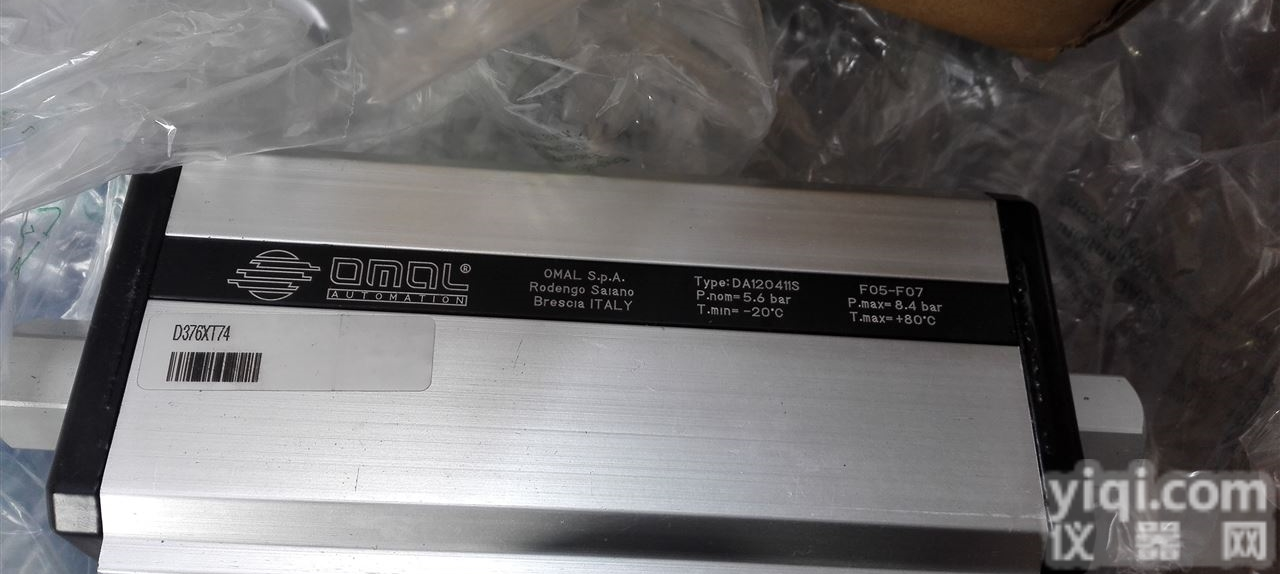 OMAL®
AUTOMATION
OMAL S.p.A.
Rodengo Saiano
Brescia ITALY
Type:DA120411S
P.nom= 5.6 bar
T.min= -20°C
F05-F07
P.max= 8.4 bar
T.max= +80°C
D376XT74
yiqi.com
仪器网